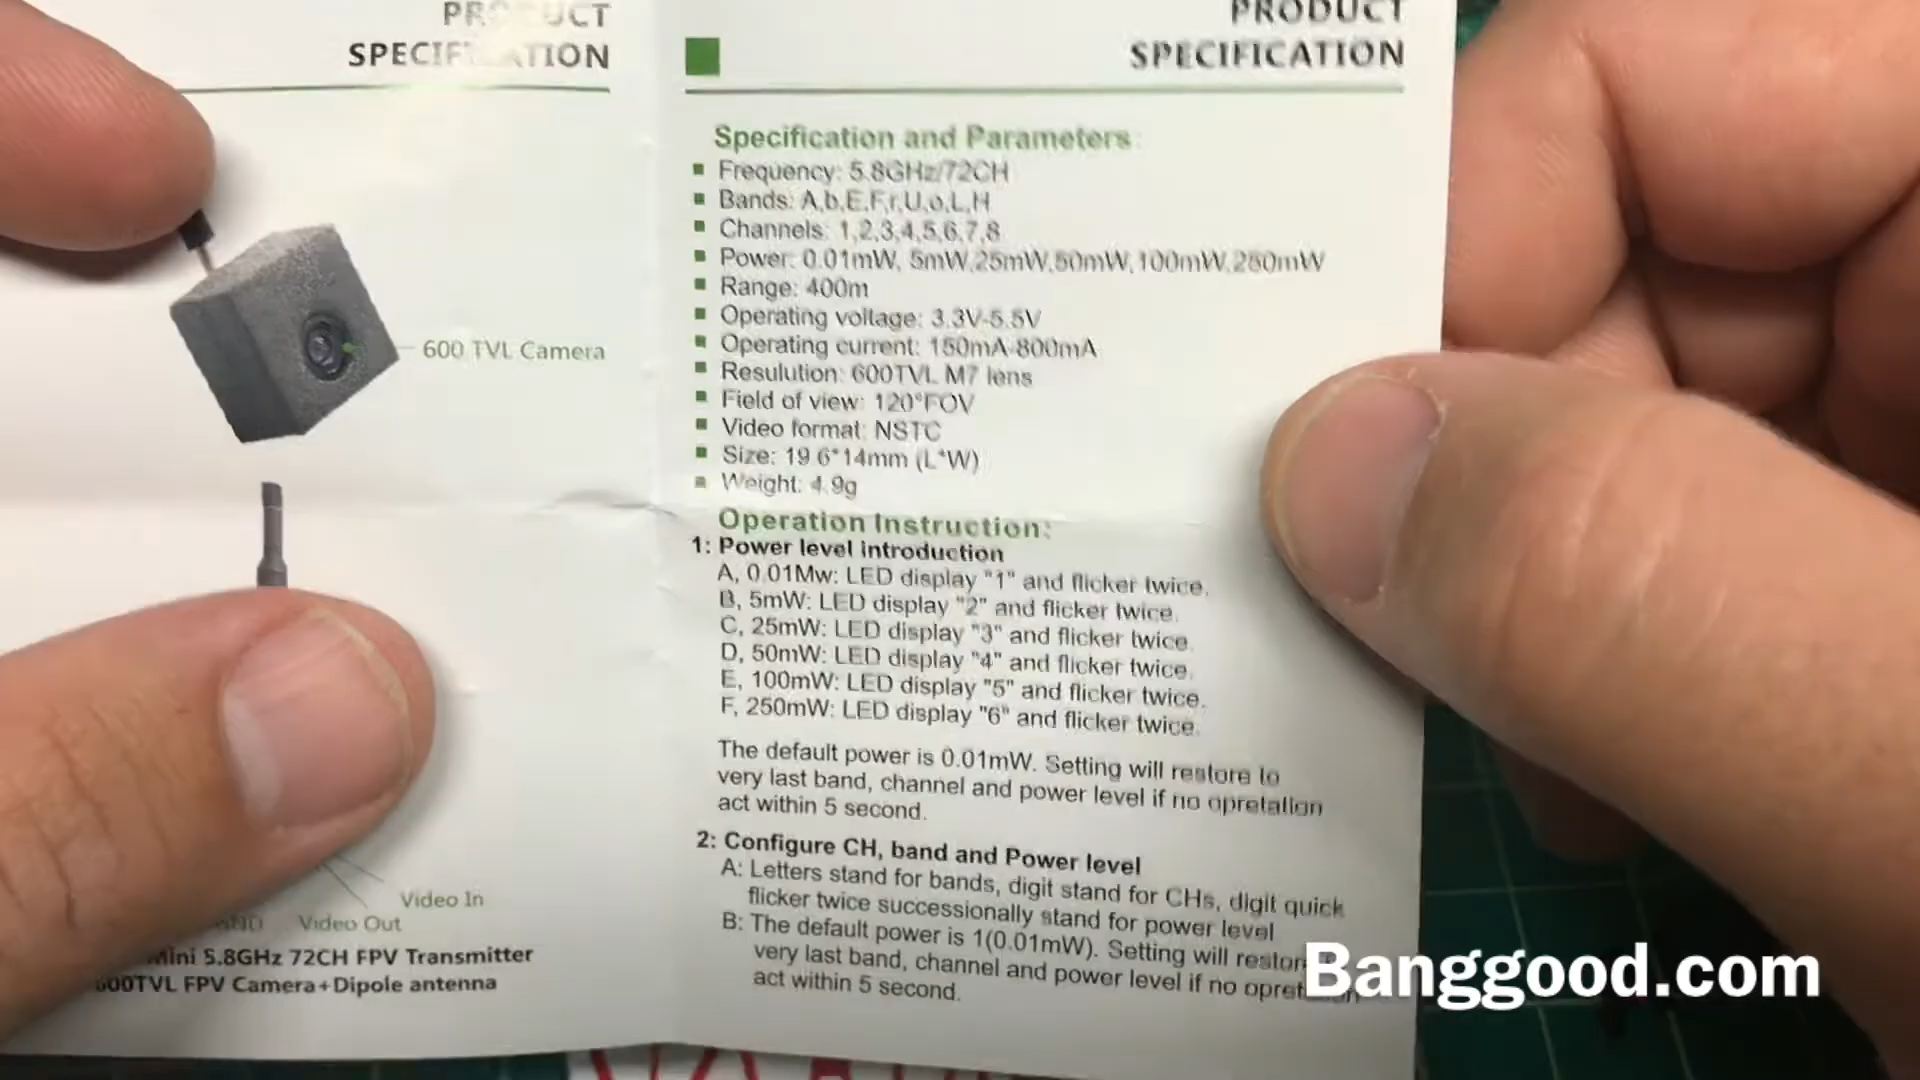 PRODUCT
SPECIFICATION
600 TVL Camera
Video In
Video Out
Mini 5.8GHz 72CH FPV Transmitter
600TVL FPV Camera+Dipole antenna
PRODUCT
SPECIFICATION
Specification and Parameters:
Frequency: 5.8GHz/72CH
Bands: A,b,E,F,r,U,o,L,H
Channels: 1,2,3,4,5,6,7,8
Power: 0.01mW, 5mW,25mW,50mW,100mW,250mW
Range: 400m
Operating voltage: 3.3V-5.5V
Operating current: 150mA-800mA
Resulution: 600TVL M7 lens
Field of view: 120°FOV
Video format: NSTC
Size: 19.6*14mm (L*W)
Weight: 4.9g
Operation Instruction:
1: Power level introduction
A, 0.01Mw: LED display "1" and flicker twice.
B, 5mW: LED display "2" and flicker twice.
C, 25mW: LED display "3" and flicker twice.
D, 50mW: LED display "4" and flicker twice.
E, 100mW: LED display "5" and flicker twice.
F, 250mW: LED display "6" and flicker twice.
The default power is 0.01mW. Setting will restore to
very last band, channel and power level if no opretation
act within 5 second.
2: Configure CH, band and Power level
A: Letters stand for bands, digit stand for CHs, digit quick
flicker twice successionally stand for power level
B: The default power is 1(0.01mW). Setting will restore
very last band, channel and power level if no opretation
act within 5 second.
Banggood.com